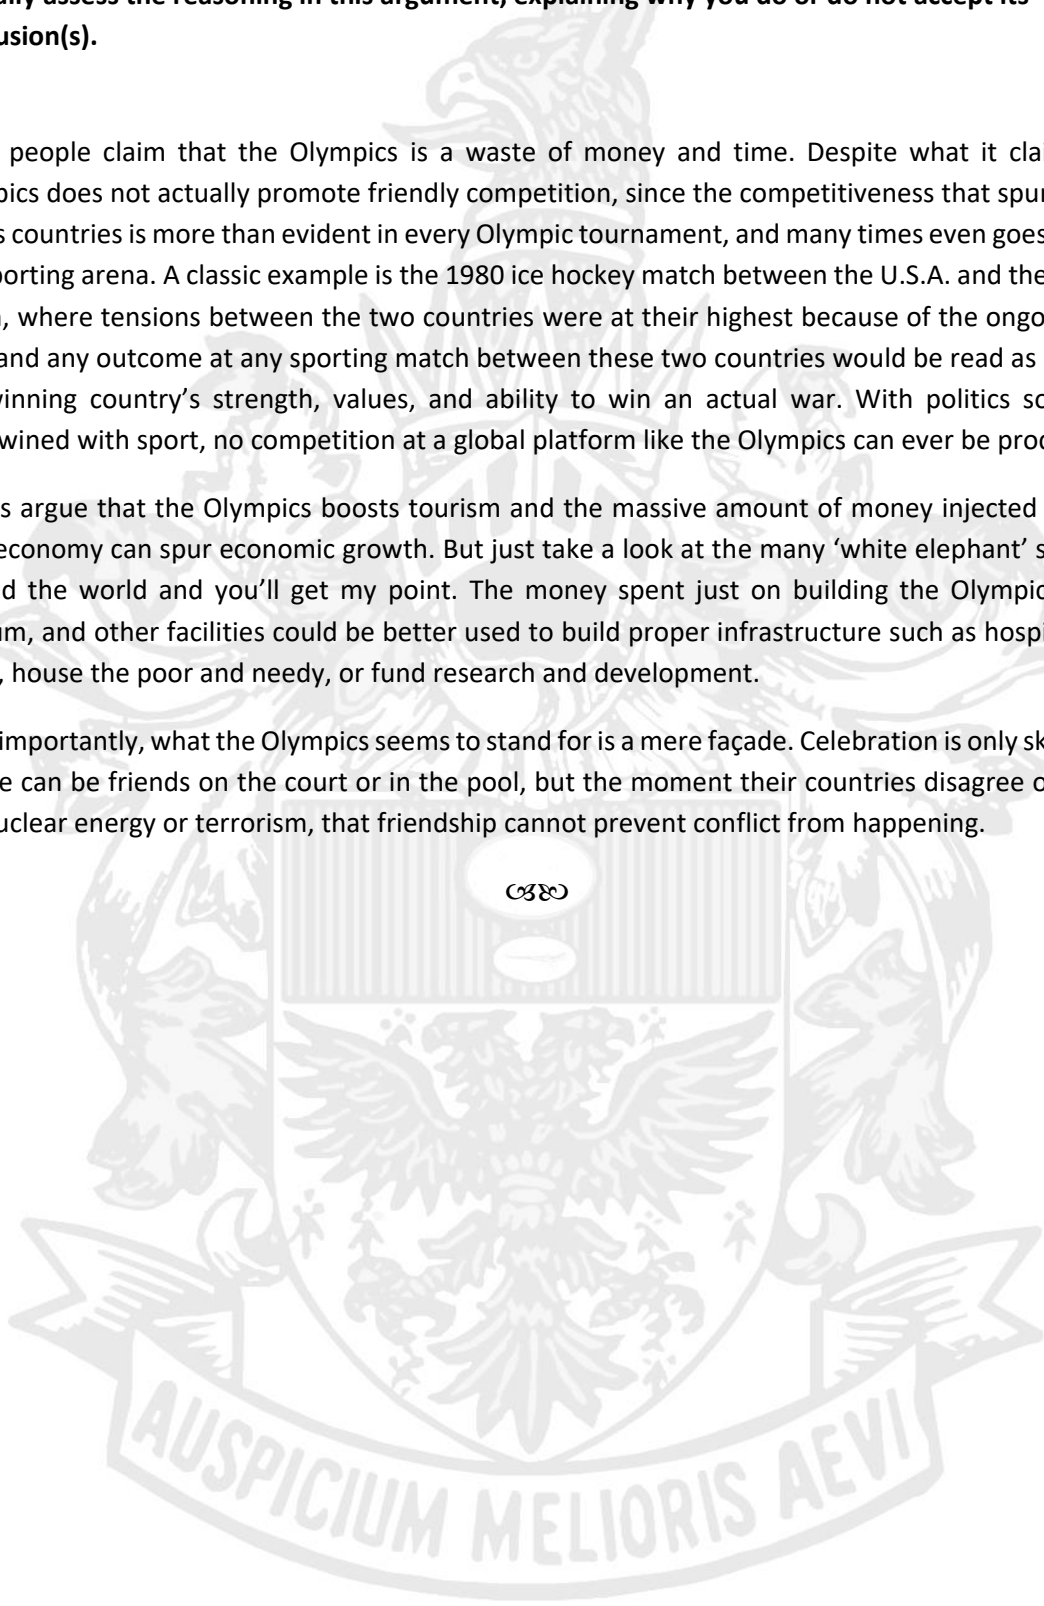 ally assess the reasoning in this argument, explaining why you do or do not accept its
usion(s).
people claim that the Olympics is a waste of money and time. Despite what it clai
pics does not actually promote friendly competition, since the competitiveness that spur
s countries is more than evident in every Olympic tournament, and many times even goes
porting arena. A classic example is the 1980 ice hockey match between the U.S.A. and the
, where tensions between the two countries were at their highest because of the ongo
and any outcome at any sporting match between these two countries would be read as
winning country’s strength, values, and ability to win an actual war. With politics so
wined with sport, no competition at a global platform like the Olympics can ever be proc
s argue that the Olympics boosts tourism and the massive amount of money injected
economy can spur economic growth. But just take a look at the many ‘white elephant’ s
d the world and you’ll get my point. The money spent just on building the Olympic
um, and other facilities could be better used to build proper infrastructure such as hospi
, house the poor and needy, or fund research and development.
importantly, what the Olympics seems to stand for is a mere façade. Celebration is only sk
e can be friends on the court or in the pool, but the moment their countries disagree o
uclear energy or terrorism, that friendship cannot prevent conflict from happening.
AUSPICIUM MELIORIS AEVI